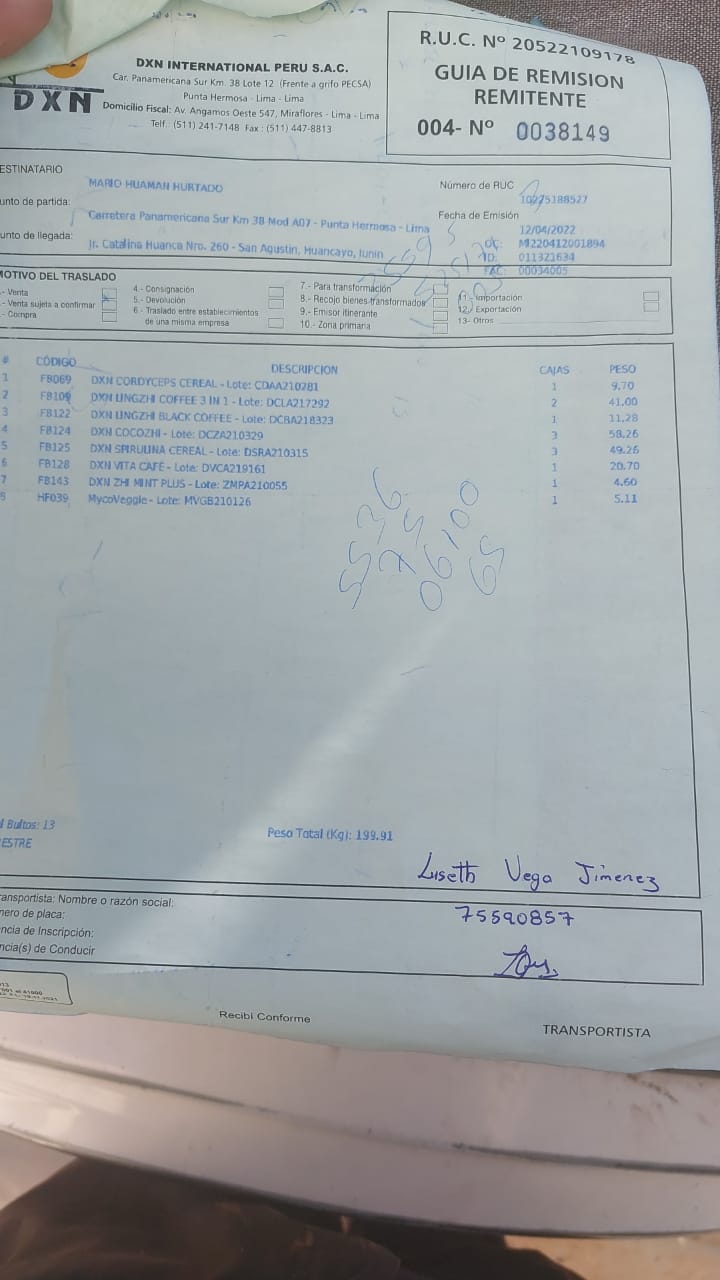 DXN
DXN INTERNATIONAL PERU S.A.C.
Car. Panamericana Sur Km. 38 Lote 12 (Frente a grifo PECSA)
Punta Hermosa - Lima - Lima
Domicilio Fiscal: Av. Angamos Oeste 547, Miraflores - Lima - Lima
Telf.: (511) 241-7148 Fax : (511) 447-8813
R.U.C. Nº 20522109178
GUIA DE REMISION
REMITENTE
004- Nº 0038149
ESTINATARIO
MARIO HUAMAN HURTADO
Número de RUC
unto de partida:
Carretera Panamericana Sur Km 38 Mod A07 - Punta Hermosa - Lima
Fecha de Emisión
12/04/2022
unto de llegada:
Jr. Catalina Huanca Nro. 260 - San Agustin, Huancayo, Junin
MI220412001894
ID: 011321634
FAC: 00034005
MOTIVO DEL TRASLADO
.- Venta
.- Venta sujeta a confirmar
.- Compra
4.- Consignación
5.- Devolución
6.- Traslado entre establecimientos
de una misma empresa
7.- Para transformación
8.- Recojo bienes transformados
9.- Emisor itinerante
10.- Zona primaria
11.- Importación
12.- Exportación
13- Otros
# CÓDIGO DESCRIPCION CAJAS PESO
1 FB069 DXN CORDYCEPS CEREAL - Lote: CDAA210281 1 9.70
2 FB109 DXN LINGZHI COFFEE 3 IN 1 - Lote: DCLA217292 2 41.00
3 FB122 DXN LINGZHI BLACK COFFEE - Lote: DCBA218323 1 11.28
4 FB124 DXN COCOZHI - Lote: DCZA210329 3 58.26
5 FB125 DXN SPIRULINA CEREAL - Lote: DSRA210315 3 49.26
6 FB128 DXN VITA CAFÉ - Lote: DVCA219161 1 20.70
7 FB143 DXN ZHI MINT PLUS - Lote: ZMPA210055 1 4.60
8 HF039 MycoVeggie - Lote: MVGB210126 1 5.11
l Bultos: 13
Peso Total (Kg): 199.91
ESTRE
Liseth Vega Jimenez
ransportista: Nombre o razón social:
75590857
nero de placa:
ncia de Inscripción:
ncia(s) de Conducir
Recibí Conforme
TRANSPORTISTA